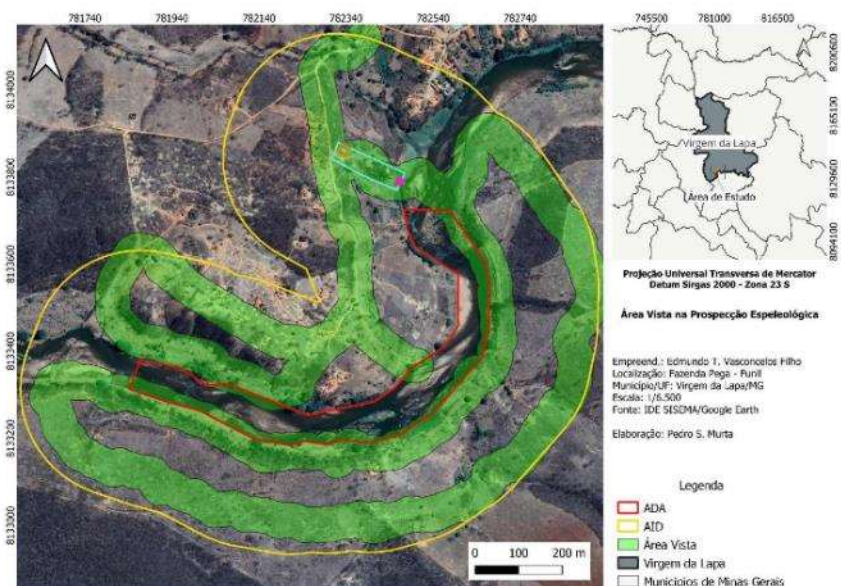 781740 781940 782140 782340 782540 782740
8134000
8133800
8133600
8133400
8133200
8133000
0 100 200 m
745500 781000 816500
8200600
8165100
8129600
8094100
Virgem da Lapa
Área de Estudo
Projeção Universal Transversa de Mercator
Datum Sirgas 2000 - Zona 23 S
Área Vista na Prospecção Espeleológica
Empreend.: Edmundo T. Vasconcelos Filho
Localização: Fazenda Pega - Funil
Município/UF: Virgem da Lapa/MG
Escala: 1/6.500
Fonte: IDE SISEMA/Google Earth
Elaboração: Pedro S. Murta
Legenda
ADA
AID
Área Vista
Virgem da Lapa
Municípios de Minas Gerais